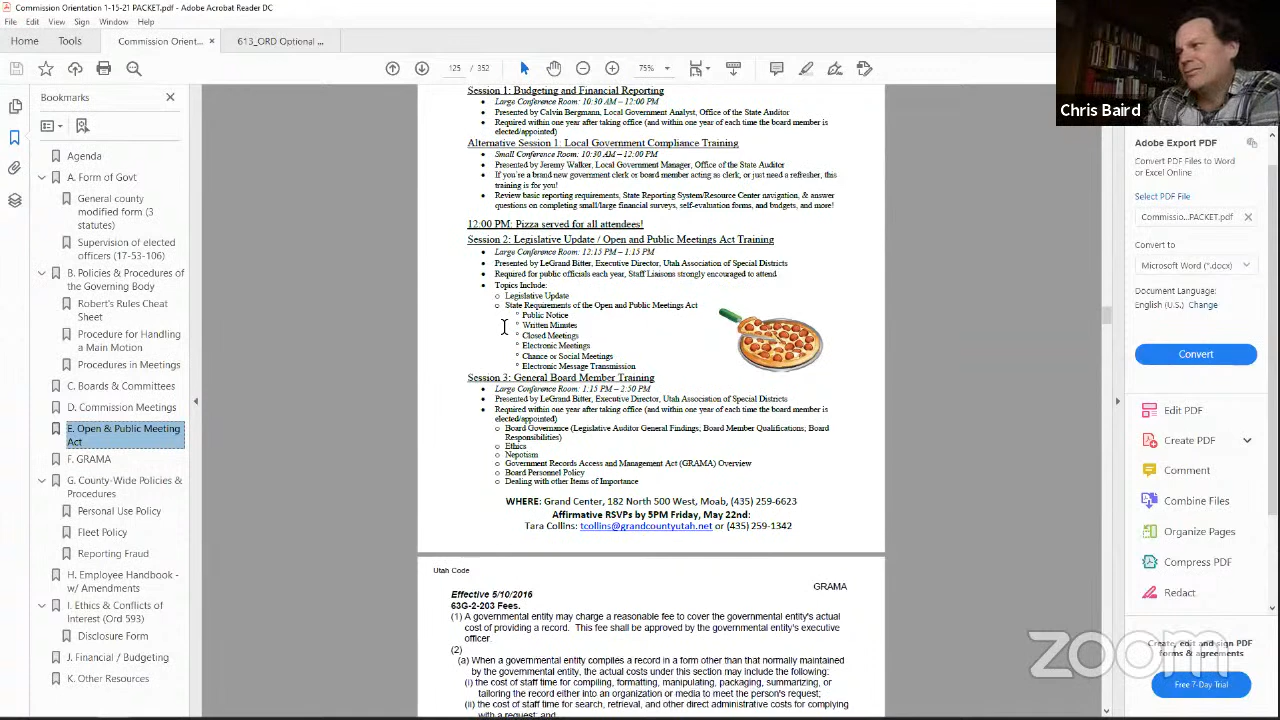 Commission Orientation 1-15-21 PACKET.pdf - Adobe Acrobat Reader DC
File Edit View Sign Window Help
Home Tools Commission Orient... × 613_ORD Optional ...
125 / 352 75%
Bookmarks
Agenda
A. Form of Govt
General county
modified form (3
statutes)
Supervision of elected
officers (17-53-106)
B. Policies & Procedures
of the Governing Body
Robert's Rules Cheat
Sheet
Procedure for Handling
a Main Motion
Procedures in Meetings
C. Boards & Committees
D. Commission Meetings
E. Open & Public Meeting
Act
F. GRAMA
G. County-Wide Policies &
Procedures
Personal Use Policy
Fleet Policy
Reporting Fraud
H. Employee Handbook -
w/ Amendments
I. Ethics & Conflicts of
Interest (Ord 593)
Disclosure Form
J. Financial / Budgeting
K. Other Resources
Session 1: Budgeting and Financial Reporting
• Large Conference Room: 10:30 AM – 12:00 PM
• Presented by Calvin Bergmann, Local Government Analyst, Office of the State Auditor
• Required within one year after taking office (and within one year of each time the board member is
elected/appointed)
Alternative Session 1: Local Government Compliance Training
• Small Conference Room: 10:30 AM – 12:00 PM
• Presented by Jeremy Walker, Local Government Manager, Office of the State Auditor
• If you're a brand new government clerk or board member acting as clerk, or just need a refresher, this
training is for you!
• Review basic reporting requirements, State Reporting System/Resource Center navigation, & answer
questions on completing small/large financial surveys, self-evaluation forms, and budgets, and more!
12:00 PM: Pizza served for all attendees!
Session 2: Legislative Update / Open and Public Meetings Act Training
• Large Conference Room: 12:15 PM – 1:15 PM
• Presented by LeGrand Bitter, Executive Director, Utah Association of Special Districts
• Required for public officials each year, Staff Liaisons strongly encouraged to attend
• Topics Include:
o Legislative Update
o State Requirements of the Open and Public Meetings Act
° Public Notice
° Written Minutes
° Closed Meetings
° Electronic Meetings
° Chance or Social Meetings
° Electronic Message Transmission
Session 3: General Board Member Training
• Large Conference Room: 1:15 PM – 2:50 PM
• Presented by LeGrand Bitter, Executive Director, Utah Association of Special Districts
• Required within one year after taking office (and within one year of each time the board member is
elected/appointed)
o Board Governance (Legislative Auditor General Findings; Board Member Qualifications; Board
Responsibilities)
o Ethics
o Nepotism
o Government Records Access and Management Act (GRAMA) Overview
o Board Personnel Policy
o Dealing with other Items of Importance
WHERE: Grand Center, 182 North 500 West, Moab, (435) 259-6623
Affirmative RSVPs by 5PM Friday, May 22nd:
Tara Collins: tcollins@grandcountyutah.net or (435) 259-1342
Utah Code
GRAMA
Effective 5/10/2016
63G-2-203 Fees.
(1) A governmental entity may charge a reasonable fee to cover the governmental entity's actual
cost of providing a record. This fee shall be approved by the governmental entity's executive
officer.
(2)
(a) When a governmental entity compiles a record in a form other than that normally maintained
by the governmental entity, the actual costs under this section may include the following:
(i) the cost of staff time for compiling, formatting, manipulating, packaging, summarizing, or
tailoring the record either into an organization or media to meet the person's request;
(ii) the cost of staff time for search, retrieval, and other direct administrative costs for complying
with a request; and
Chris Baird
Adobe Export PDF
Convert PDF Files to Word
or Excel Online
Select PDF File
Commissio...PACKET.pdf
Convert to
Microsoft Word (*.docx)
Document Language:
English (U.S.) Change
Convert
Edit PDF
Create PDF
Comment
Combine Files
Organize Pages
Compress PDF
Redact
Create, edit and sign PDF
forms & agreements
Free 7-Day Trial
zoom